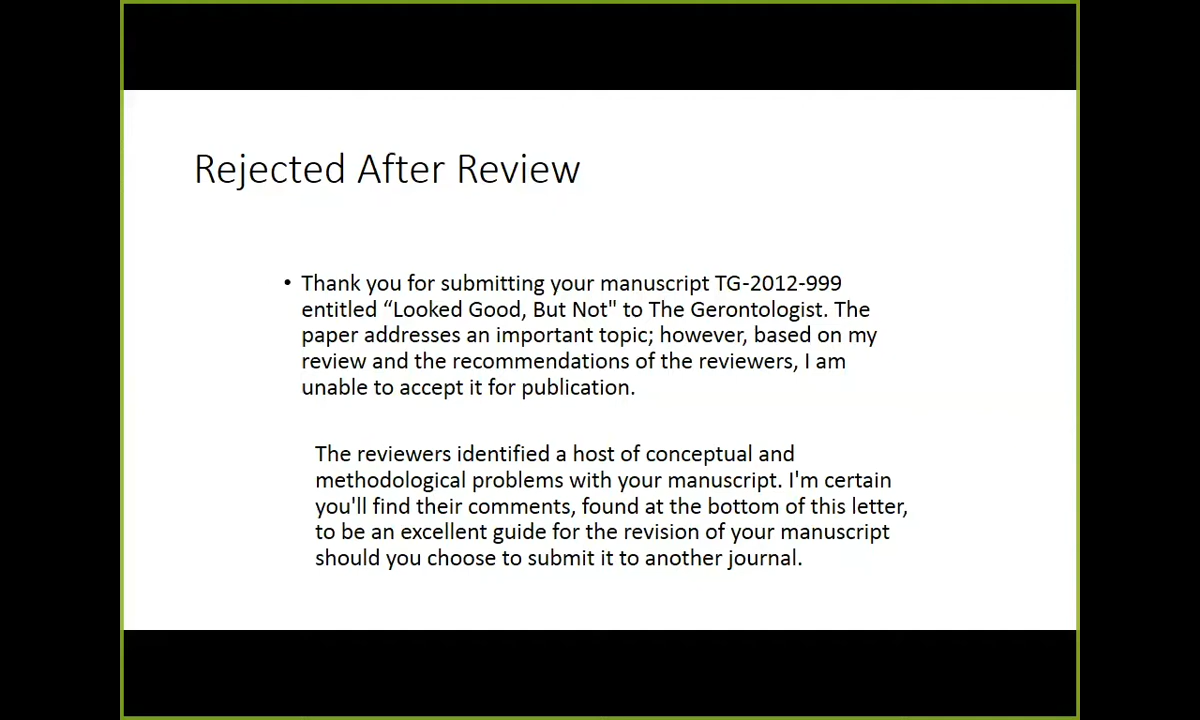 Rejected After Review
• Thank you for submitting your manuscript TG-2012-999
entitled “Looked Good, But Not" to The Gerontologist. The
paper addresses an important topic; however, based on my
review and the recommendations of the reviewers, I am
unable to accept it for publication.
The reviewers identified a host of conceptual and
methodological problems with your manuscript. I'm certain
you'll find their comments, found at the bottom of this letter,
to be an excellent guide for the revision of your manuscript
should you choose to submit it to another journal.